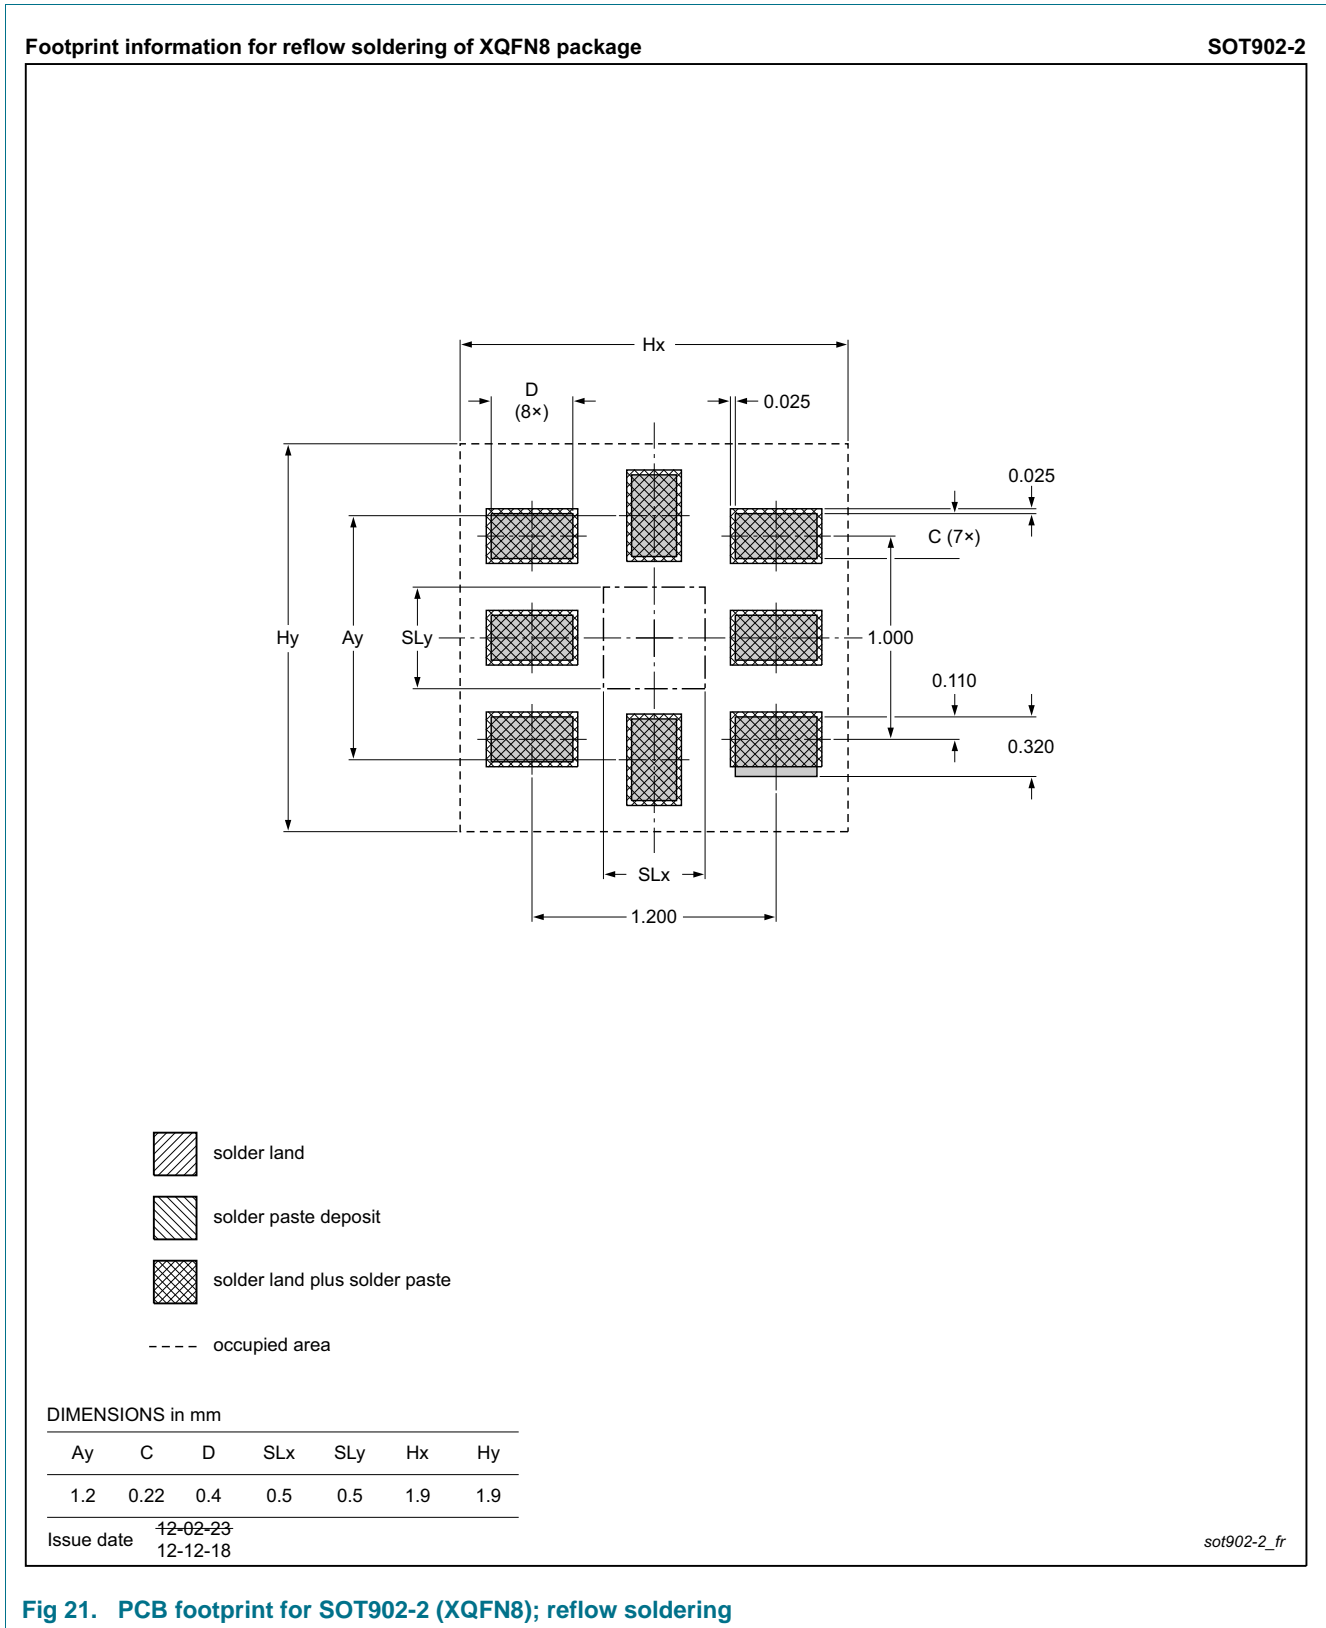 Footprint information for reflow soldering of XQFN8 package SOT902-2
Hx
D
(8×)
0.025
0.025
C (7×)
Hy
Ay
SLy
1.000
0.110
0.320
SLx
1.200
solder land
solder paste deposit
solder land plus solder paste
occupied area
DIMENSIONS in mm
Ay C D SLx SLy Hx Hy
1.2 0.22 0.4 0.5 0.5 1.9 1.9
Issue date 12-02-23
12-12-18
sot902-2_fr
Fig 21. PCB footprint for SOT902-2 (XQFN8); reflow soldering